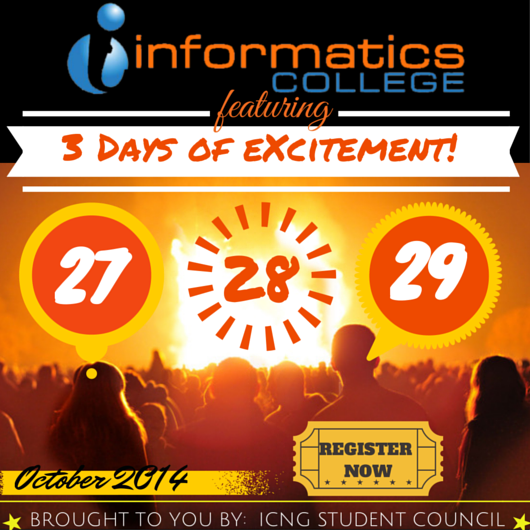 informatics
COLLEGE
featuring
3 DAYS OF EXCITEMENT!
27 28 29
REGISTER
NOW
October 2014
BROUGHT TO YOU BY: ICNG STUDENT COUNCIL